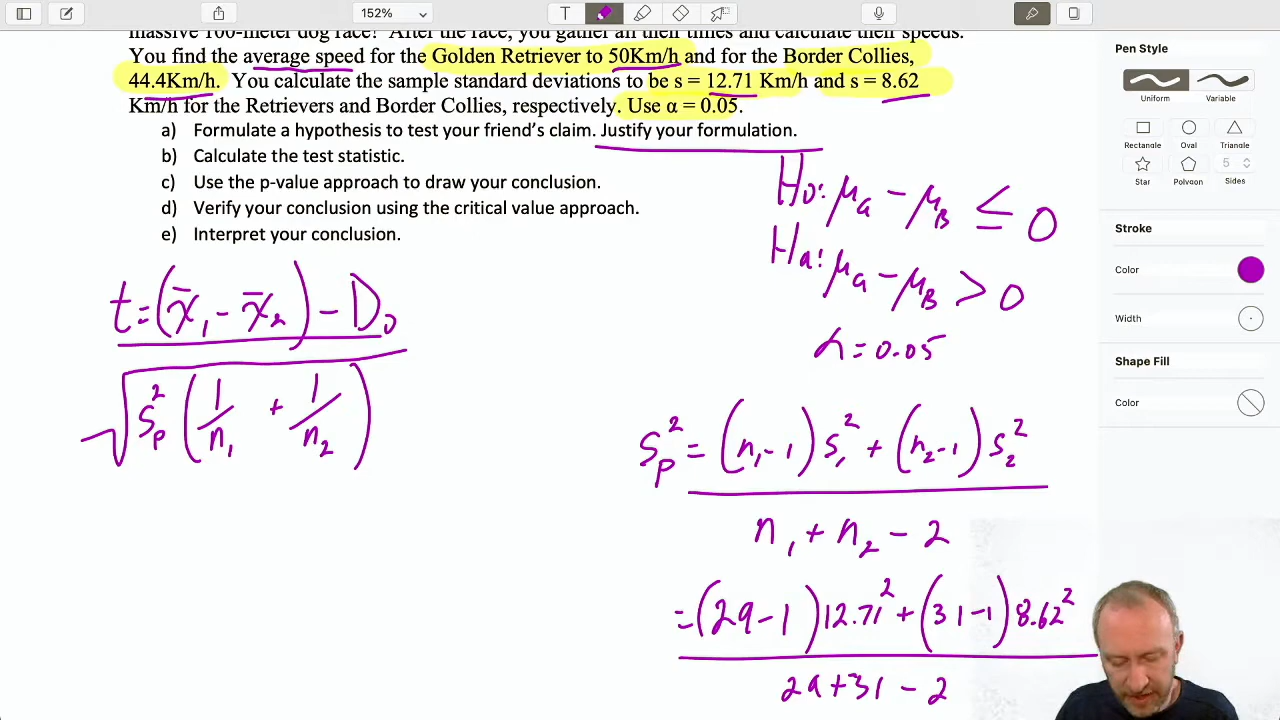 152%
T
massive 100-meter dog race! After the race, you gather all their times and calculate their speeds.
You find the average speed for the Golden Retriever to 50Km/h and for the Border Collies,
44.4Km/h. You calculate the sample standard deviations to be s = 12.71 Km/h and s = 8.62
Km/h for the Retrievers and Border Collies, respectively. Use α = 0.05.
a) Formulate a hypothesis to test your friend's claim. Justify your formulation.
b) Calculate the test statistic.
c) Use the p-value approach to draw your conclusion.
d) Verify your conclusion using the critical value approach.
e) Interpret your conclusion.
H0: μG − μB ≤ 0
Ha: μG − μB > 0
α = 0.05
t = (x̄1 − x̄2) − D0
√ Sp² (1/n1 + 1/n2)
Sp² = (n1 − 1) s1² + (n2 − 1) s2²
n1 + n2 − 2
= (29 − 1) 12.71² + (31 − 1) 8.62²
29 + 31 − 2
Pen Style
Uniform Variable
Rectangle Oval Triangle
5
Star Polygon Sides
Stroke
Color
Width
Shape Fill
Color